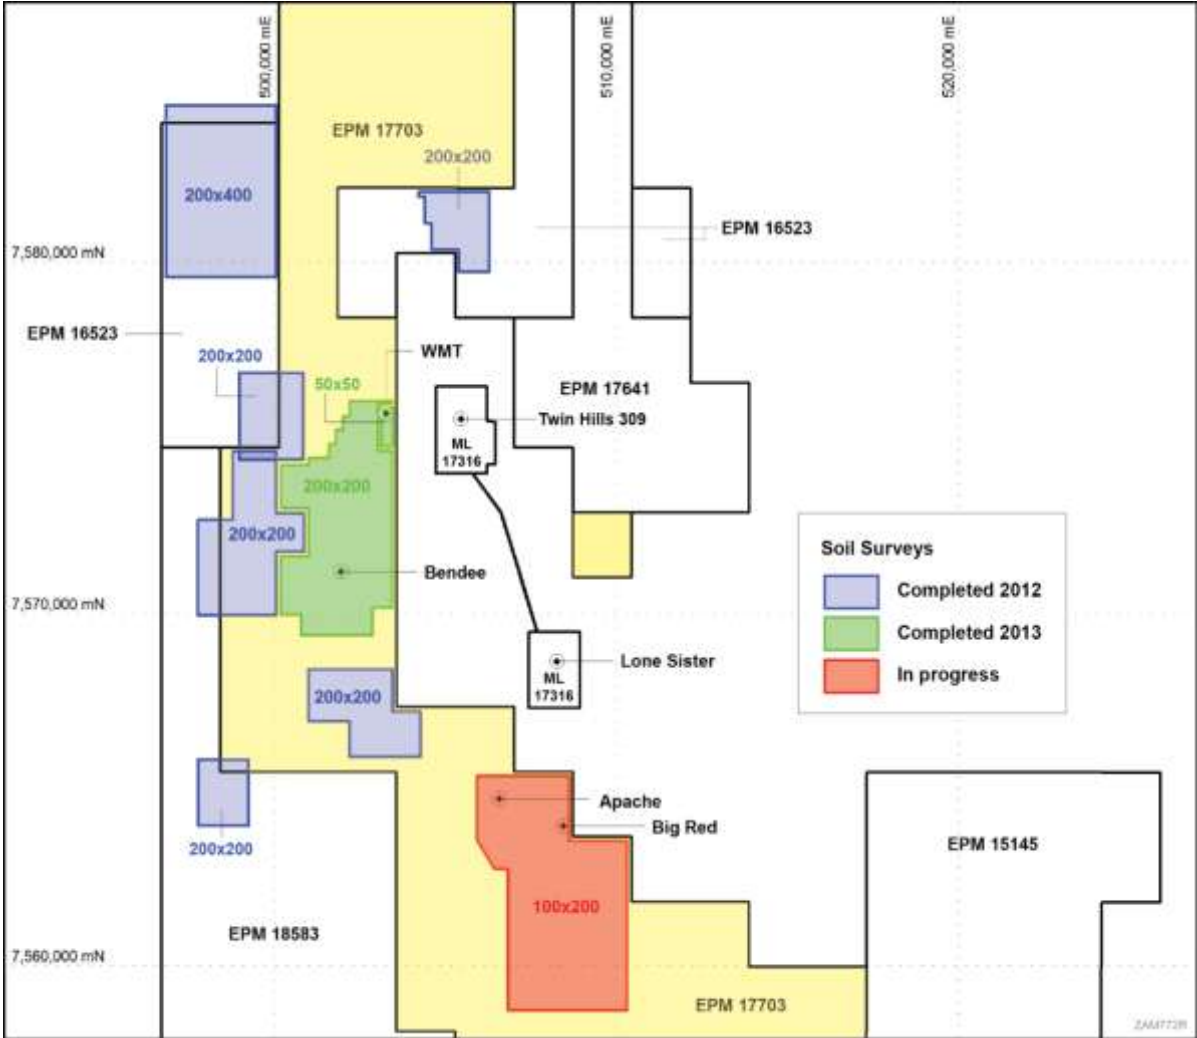 500,000 mE
510,000 mE
520,000 mE
EPM 17703
200x200
200x400
EPM 16523
7,580,000 mN
EPM 16523
200x200
WMT
50x50
EPM 17641
Twin Hills 309
ML
17316
200x200
200x200
Soil Surveys
Completed 2012
Completed 2013
In progress
Bendee
7,570,000 mN
Lone Sister
ML
17316
200x200
Apache
Big Red
200x200
EPM 15145
100x200
EPM 18583
7,560,000 mN
EPM 17703
ZAM772R